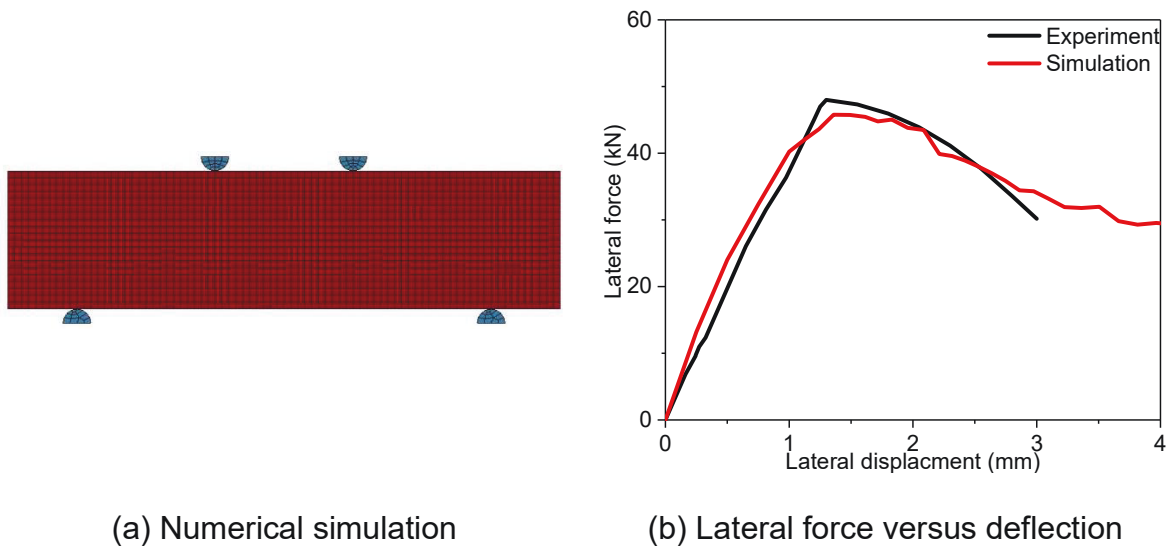 60
Experiment
Simulation
40
Lateral force (kN)
20
0
0 1 2 3 4
Lateral displacment (mm)
(a) Numerical simulation
(b) Lateral force versus deflection